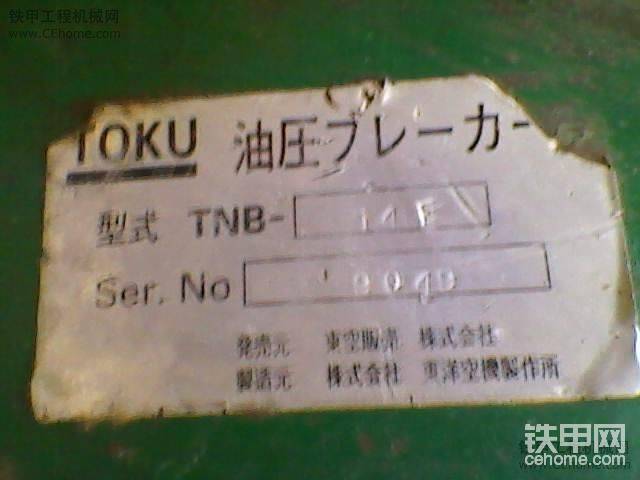 铁甲工程机械网
www.CEhome.com
TOKU 油圧ブレーカー
型式 TNB- 14E
Ser. No
発売元 東空販売 株式会社
製造元 株式会社 東洋空機製作所
铁甲网
cehome.com